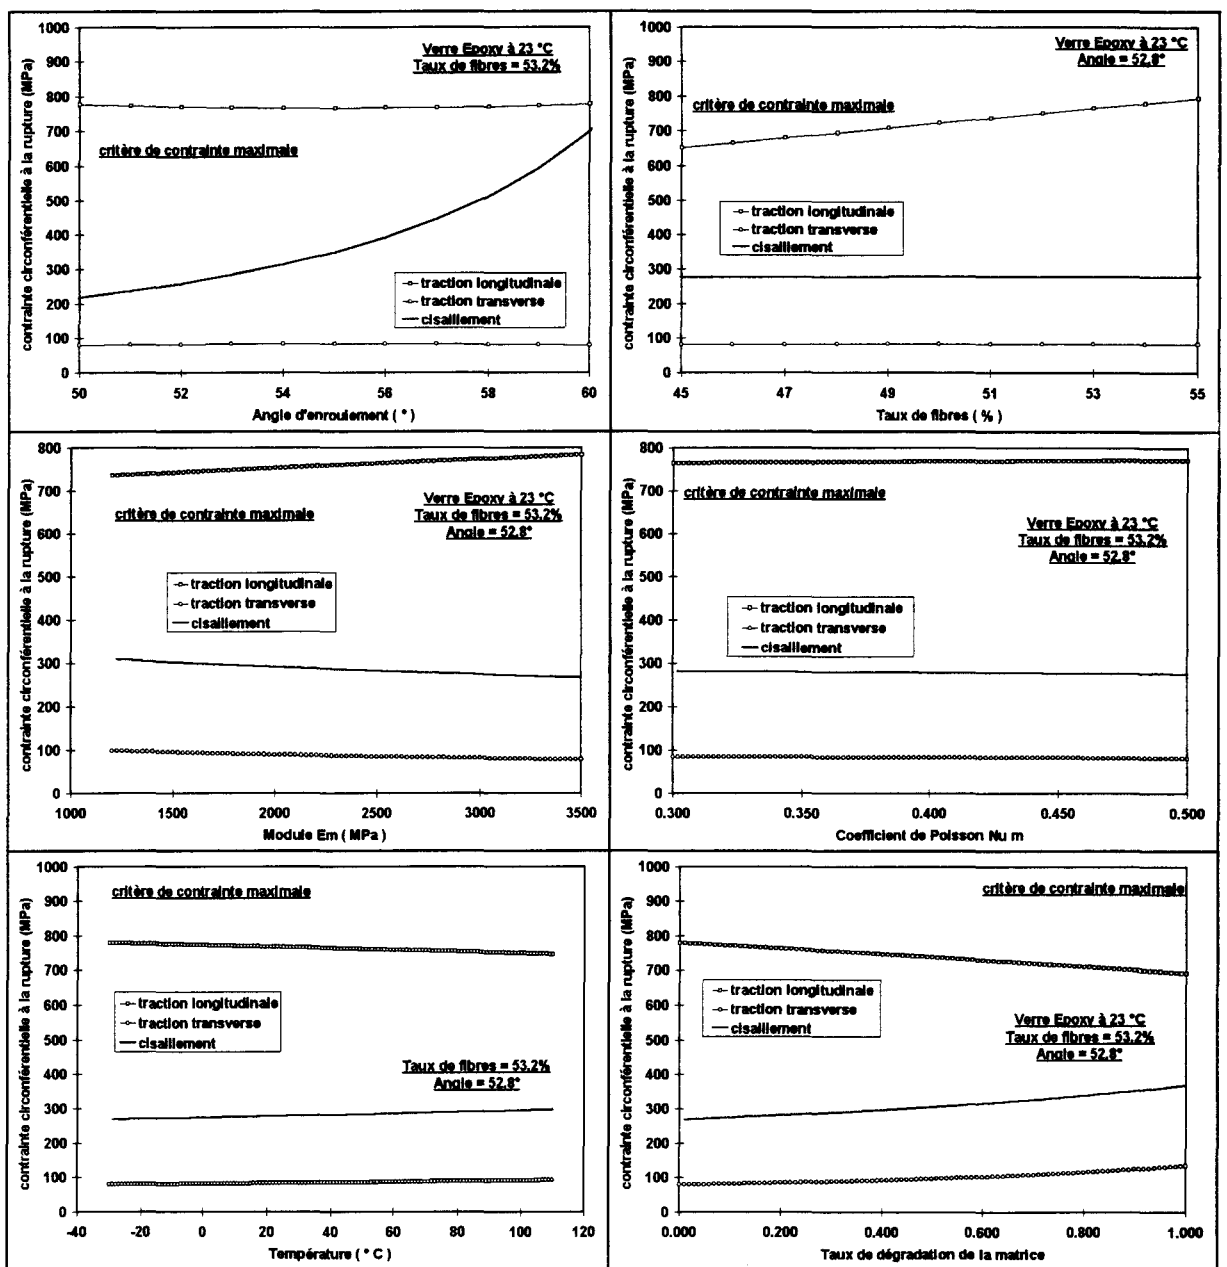 contrainte circonférentielle à la rupture (MPa)
1000
900
800
700
600
500
400
300
200
100
0
Verre Epoxy à 23 °C
Taux de fibres = 53.2%
critère de contrainte maximale
traction longitudinale
traction transverse
cisaillement
50 52 54 56 58 60
Angle d'enroulement ( ° )
contrainte circonférentielle à la rupture (MPa)
1000
900
800
700
600
500
400
300
200
100
0
Verre Epoxy à 23 °C
Angle = 52.8°
critère de contrainte maximale
traction longitudinale
traction transverse
cisaillement
45 47 49 51 53 55
Taux de fibres ( % )
contrainte circonférentielle à la rupture (MPa)
800
700
600
500
400
300
200
100
0
Verre Epoxy à 23 °C
Taux de fibres = 53.2%
Angle = 52.8°
critère de contrainte maximale
traction longitudinale
traction transverse
cisaillement
1000 1500 2000 2500 3000 3500
Module Em ( MPa )
contrainte circonférentielle à la rupture (MPa)
800
700
600
500
400
300
200
100
0
critère de contrainte maximale
Verre Epoxy à 23 °C
Taux de fibres = 53.2%
Angle = 52.8°
traction longitudinale
traction transverse
cisaillement
0.300 0.350 0.400 0.450 0.500
Coefficient de Poisson Nu m
contrainte circonférentielle à la rupture (MPa)
1000
900
800
700
600
500
400
300
200
100
0
critère de contrainte maximale
traction longitudinale
traction transverse
cisaillement
Taux de fibres = 53.2%
Angle = 52.8°
-40 -20 0 20 40 60 80 100 120
Température ( ° C )
contrainte circonférentielle à la rupture (MPa)
1000
900
800
700
600
500
400
300
200
100
0
critère de contrainte maximale
traction longitudinale
traction transverse
cisaillement
Verre Epoxy à 23 °C
Taux de fibres = 53.2%
Angle = 52.8°
0.000 0.200 0.400 0.600 0.800 1.000
Taux de dégradation de la matrice